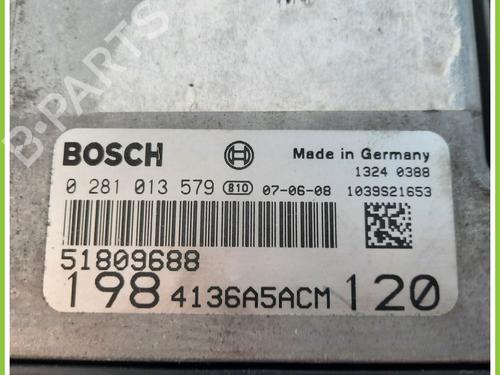 B-PARTS
BOSCH
Made in Germany
1324 0388
0 281 013 579 810 07-06-08 1039S21653
51809688
198 4136A5ACM 120